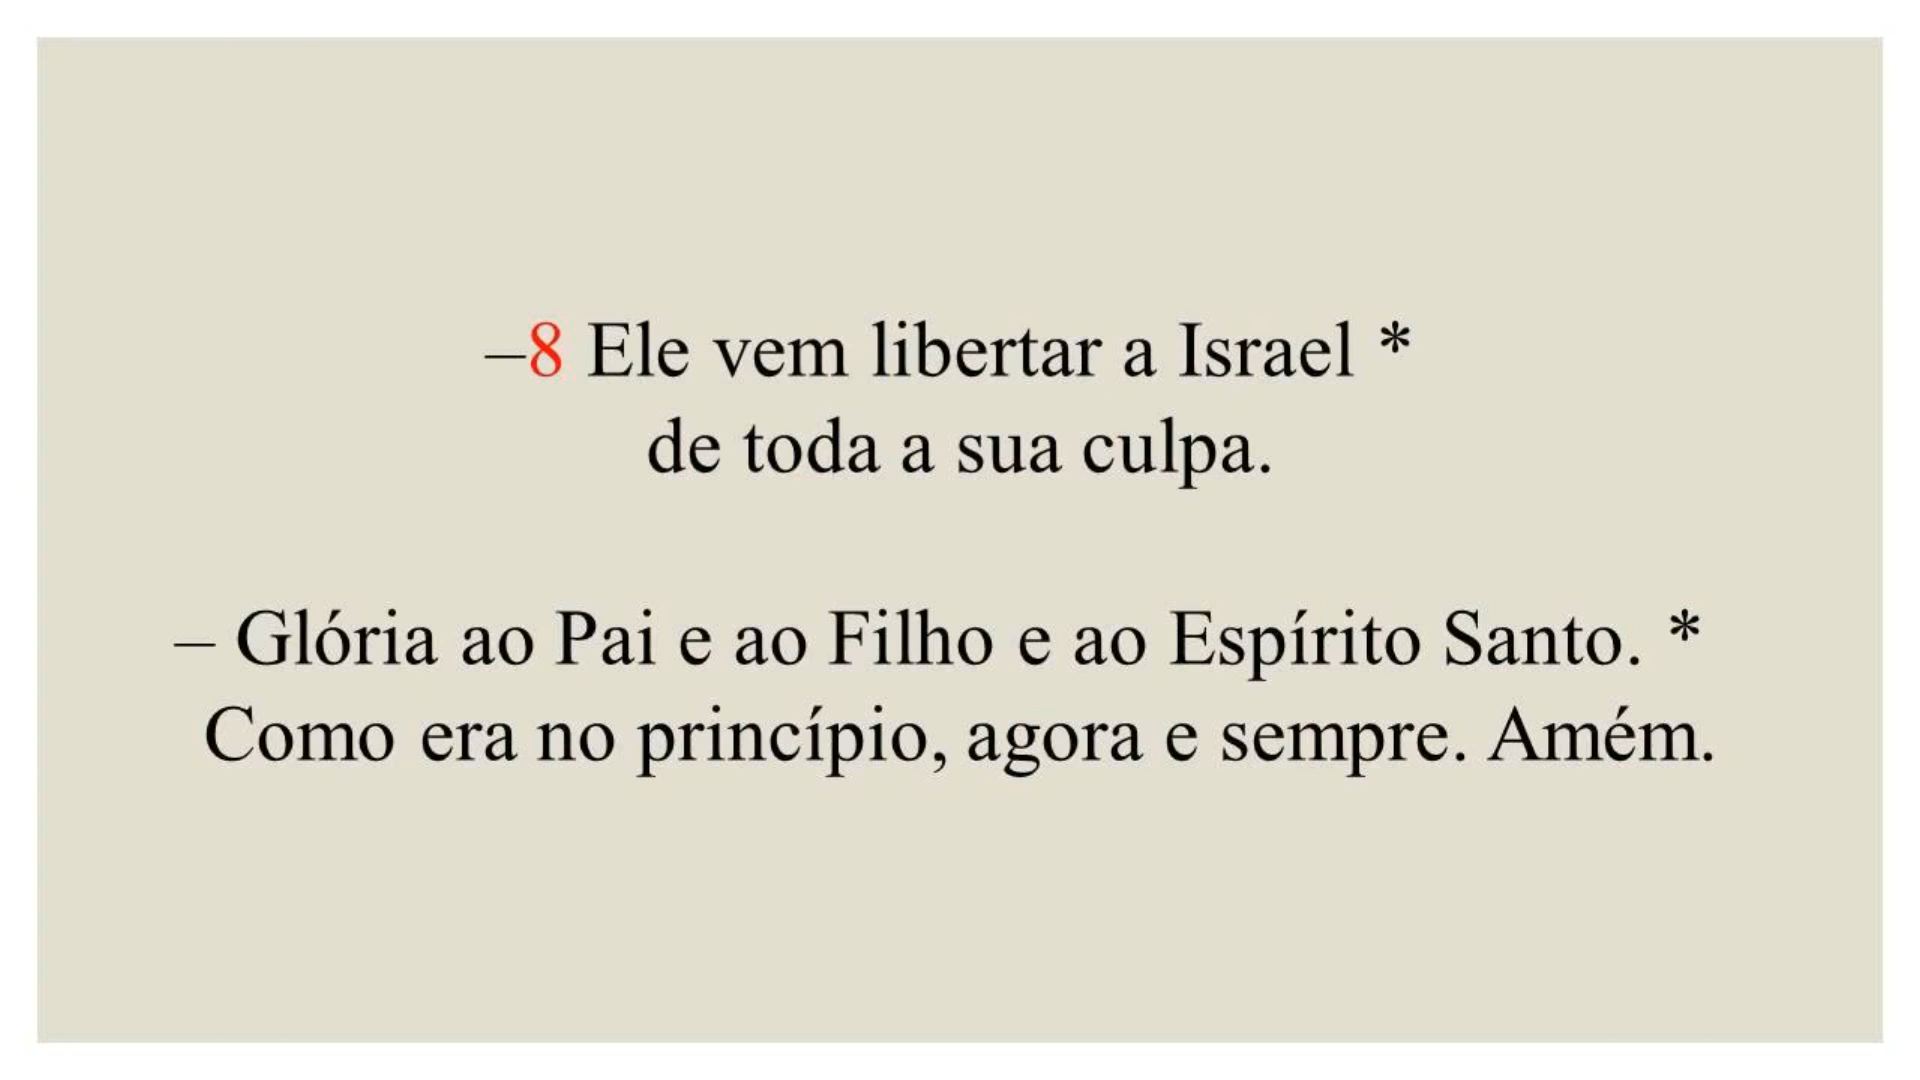 –8 Ele vem libertar a Israel *
de toda a sua culpa.
– Glória ao Pai e ao Filho e ao Espírito Santo. *
Como era no princípio, agora e sempre. Amém.